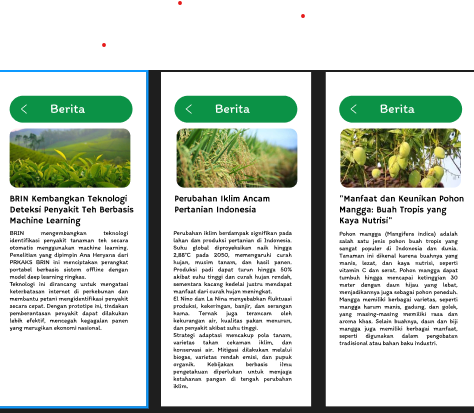 Berita
BRIN Kembangkan Teknologi
Deteksi Penyakit Teh Berbasis
Machine Learning
BRIN mengembangkan teknologi
identifikasi penyakit tanaman teh secara
otomatis menggunakan machine learning.
Penelitian yang dipimpin Ana Heryana dari
PRKAKS BRIN ini menciptakan perangkat
portabel berbasis sistem offline dengan
model deep learning ringkas.
Teknologi ini dirancang untuk mengatasi
keterbatasan internet di perkebunan dan
membantu petani mengidentifikasi penyakit
secara cepat. Dengan prototipe ini, tindakan
pemberantasan penyakit dapat dilakukan
lebih efektif, mencegah kegagalan panen
yang merugikan ekonomi nasional.
Berita
Perubahan Iklim Ancam
Pertanian Indonesia
Perubahan iklim berdampak signifikan pada
lahan dan produksi pertanian di Indonesia.
Suhu global diproyeksikan naik hingga
2,88°C pada 2050, memengaruhi curah
hujan, musim tanam, dan hasil panen.
Produksi padi dapat turun hingga 50%
akibat suhu tinggi dan curah hujan rendah,
sementara kacang kedelai justru mendapat
manfaat dari curah hujan meningkat.
El Nino dan La Nina menyebabkan fluktuasi
produksi, kekeringan, banjir, dan serangan
hama. Ternak juga terancam oleh
kekurangan air, kualitas pakan menurun,
dan penyakit akibat suhu tinggi.
Strategi adaptasi mencakup pola tanam,
varietas tahan cekaman iklim, dan
konservasi air. Mitigasi dilakukan melalui
biogas, varietas rendah emisi, dan pupuk
organik. Kebijakan berbasis ilmu
pengetahuan diperlukan untuk menjaga
ketahanan pangan di tengah perubahan
iklim.
Berita
"Manfaat dan Keunikan Pohon
Mangga: Buah Tropis yang
Kaya Nutrisi"
Pohon mangga (Mangifera indica) adalah
salah satu jenis pohon buah tropis yang
sangat populer di Indonesia dan dunia.
Tanaman ini dikenal karena buahnya yang
manis, lezat, dan kaya nutrisi, seperti
vitamin C dan serat. Pohon mangga dapat
tumbuh hingga mencapai ketinggian 30
meter dengan daun hijau yang lebat,
menjadikannya juga sebagai pohon peneduh.
Mangga memiliki berbagai varietas, seperti
mangga harum manis, gadung, dan golek,
yang masing-masing memiliki rasa dan
aroma khas. Selain buahnya, daun dan biji
mangga juga memiliki berbagai manfaat,
seperti digunakan dalam pengobatan
tradisional atau bahan baku industri.